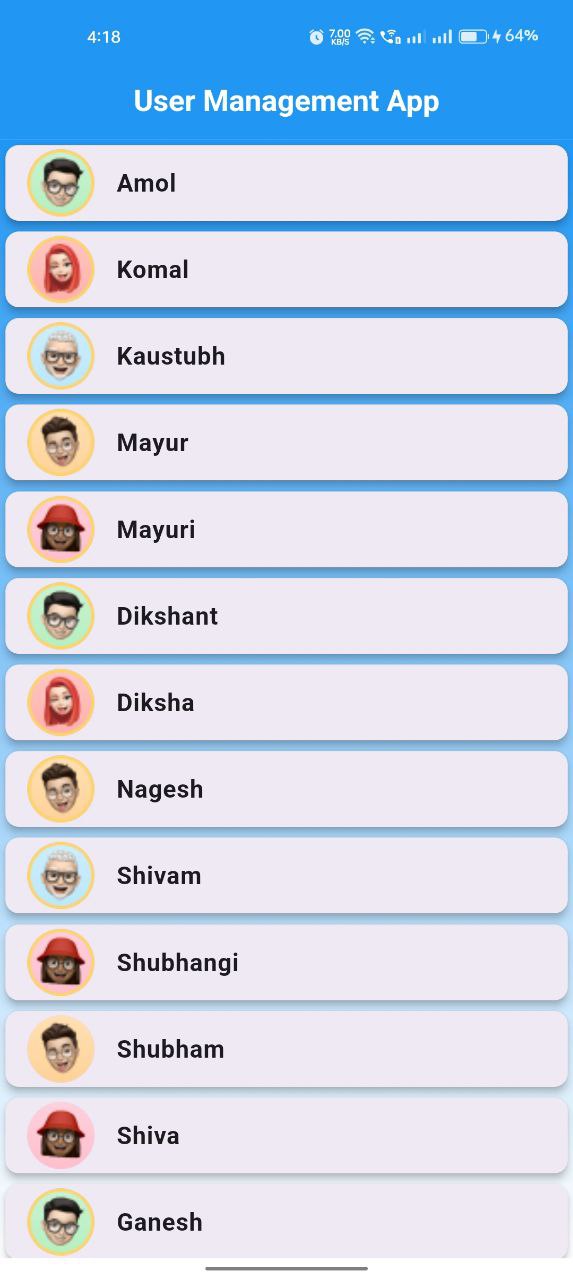 4:18 7.00 KB/S 64%
User Management App
Amol
Komal
Kaustubh
Mayur
Mayuri
Dikshant
Diksha
Nagesh
Shivam
Shubhangi
Shubham
Shiva
Ganesh